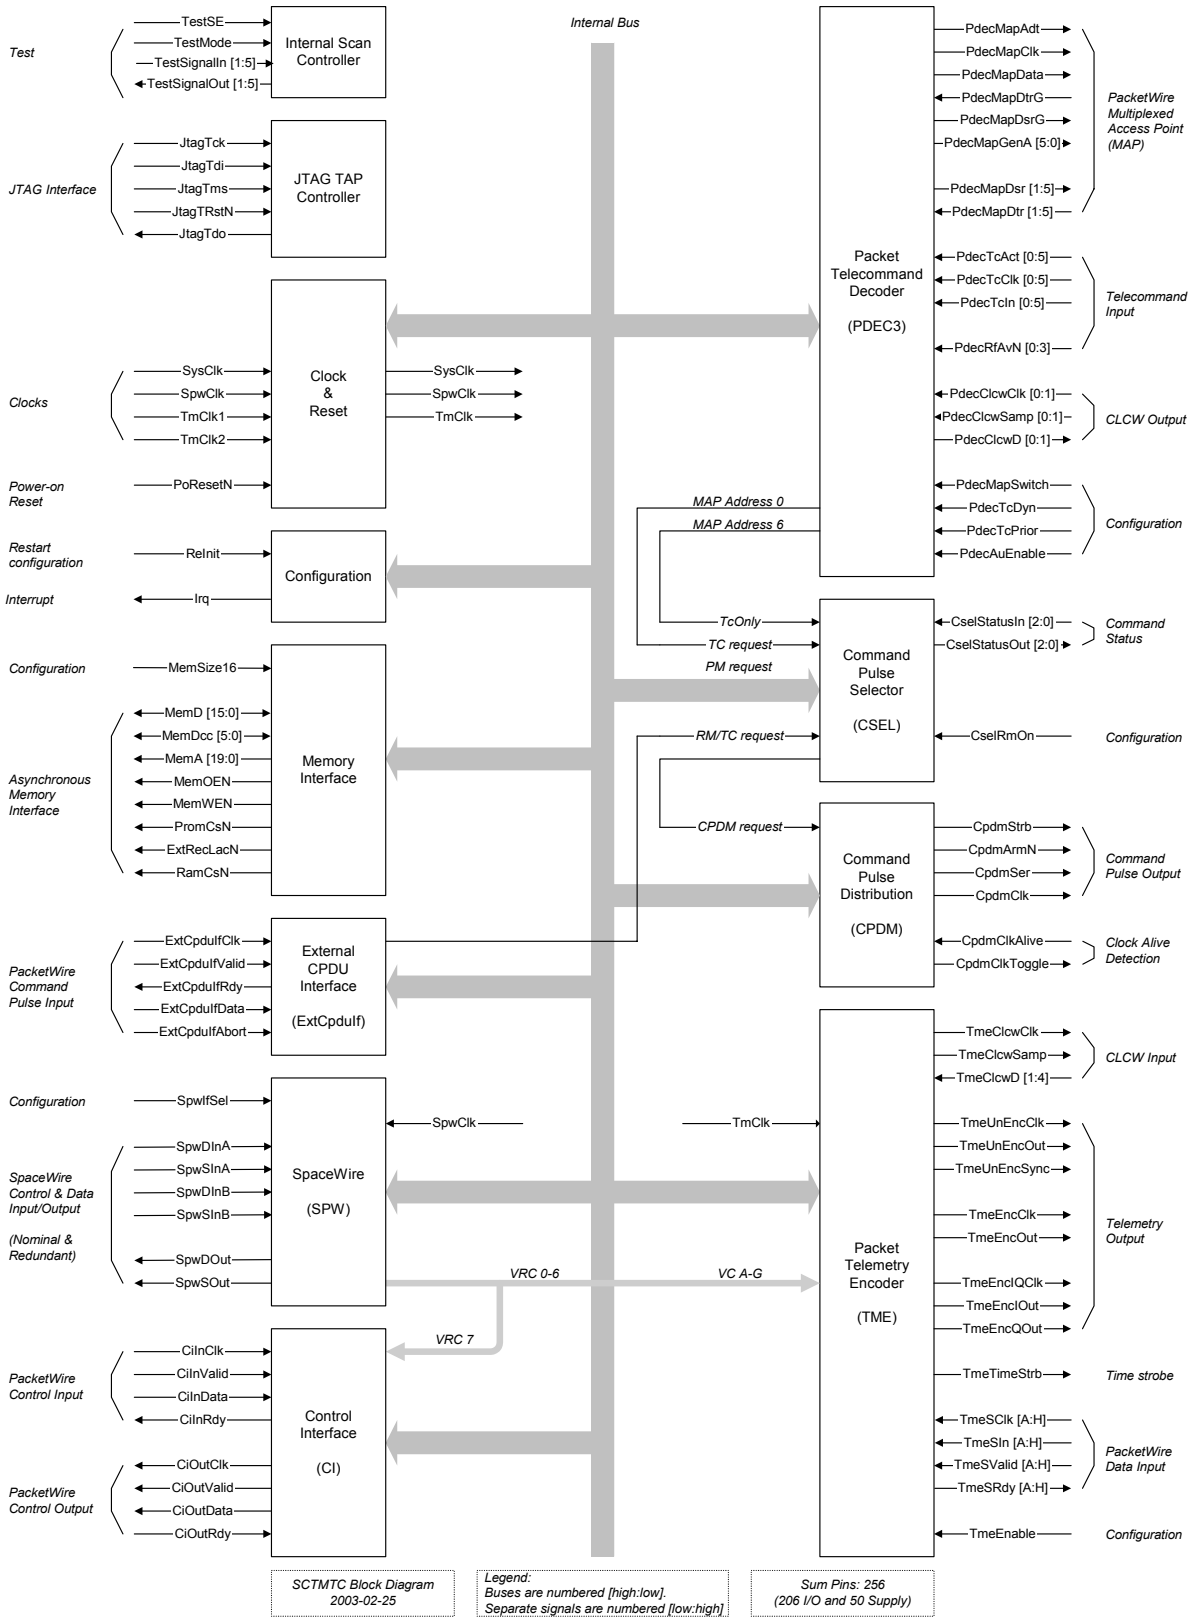 Internal Bus
Test
TestSE
TestMode
TestSignalIn [1:5]
TestSignalOut [1:5]
Internal Scan
Controller
JTAG Interface
JtagTck
JtagTdi
JtagTms
JtagTRstN
JtagTdo
JTAG TAP
Controller
Clocks
SysClk
SpwClk
TmClk1
TmClk2
Power-on
Reset
PoResetN
Clock
&
Reset
SysClk
SpwClk
TmClk
Restart
configuration
ReInit
Interrupt
Irq
Configuration
Configuration
MemSize16
Asynchronous
Memory
Interface
MemD [15:0]
MemDcc [5:0]
MemA [19:0]
MemOEN
MemWEN
PromCsN
ExtRecLacN
RamCsN
Memory
Interface
PacketWire
Command
Pulse Input
ExtCpduIfClk
ExtCpduIfValid
ExtCpduIfRdy
ExtCpduIfData
ExtCpduIfAbort
External
CPDU
Interface
(ExtCpduIf)
Configuration
SpwIfSel
SpaceWire
Control & Data
Input/Output
(Nominal &
Redundant)
SpwDInA
SpwSInA
SpwDInB
SpwSInB
SpwDOut
SpwSOut
SpaceWire
(SPW)
SpwClk
TmClk
VRC 0-6
VC A-G
VRC 7
PacketWire
Control Input
CiInClk
CiInValid
CiInData
CiInRdy
PacketWire
Control Output
CiOutClk
CiOutValid
CiOutData
CiOutRdy
Control
Interface
(CI)
Packet
Telecommand
Decoder
(PDEC3)
PdecMapAdt
PdecMapClk
PdecMapData
PdecMapDtrG
PdecMapDsrG
PdecMapGenA [5:0]
PdecMapDsr [1:5]
PdecMapDtr [1:5]
PacketWire
Multiplexed
Access Point
(MAP)
PdecTcAct [0:5]
PdecTcClk [0:5]
PdecTcIn [0:5]
PdecRfAvN [0:3]
Telecommand
Input
PdecClcwClk [0:1]
PdecClcwSamp [0:1]
PdecClcwD [0:1]
CLCW Output
PdecMapSwitch
PdecTcDyn
PdecTcPrior
PdecAuEnable
Configuration
MAP Address 0
MAP Address 6
TcOnly
TC request
PM request
RM/TC request
CPDM request
Command
Pulse
Selector
(CSEL)
CselStatusIn [2:0]
CselStatusOut [2:0]
Command
Status
CselRmOn
Configuration
Command
Pulse
Distribution
(CPDM)
CpdmStrb
CpdmArmN
CpdmSer
CpdmClk
Command
Pulse Output
CpdmClkAlive
CpdmClkToggle
Clock Alive
Detection
Packet
Telemetry
Encoder
(TME)
TmeClcwClk
TmeClcwSamp
TmeClcwD [1:4]
CLCW Input
TmeUnEncClk
TmeUnEncOut
TmeUnEncSync
TmeEncClk
TmeEncOut
TmeEncIQClk
TmeEncIOut
TmeEncQOut
Telemetry
Output
TmeTimeStrb
Time strobe
TmeSClk [A:H]
TmeSIn [A:H]
TmeSValid [A:H]
TmeSRdy [A:H]
PacketWire
Data Input
TmeEnable
Configuration
SCTMTC Block Diagram
2003-02-25
Legend:
Buses are numbered [high:low].
Separate signals are numbered [low:high]
Sum Pins: 256
(206 I/O and 50 Supply)